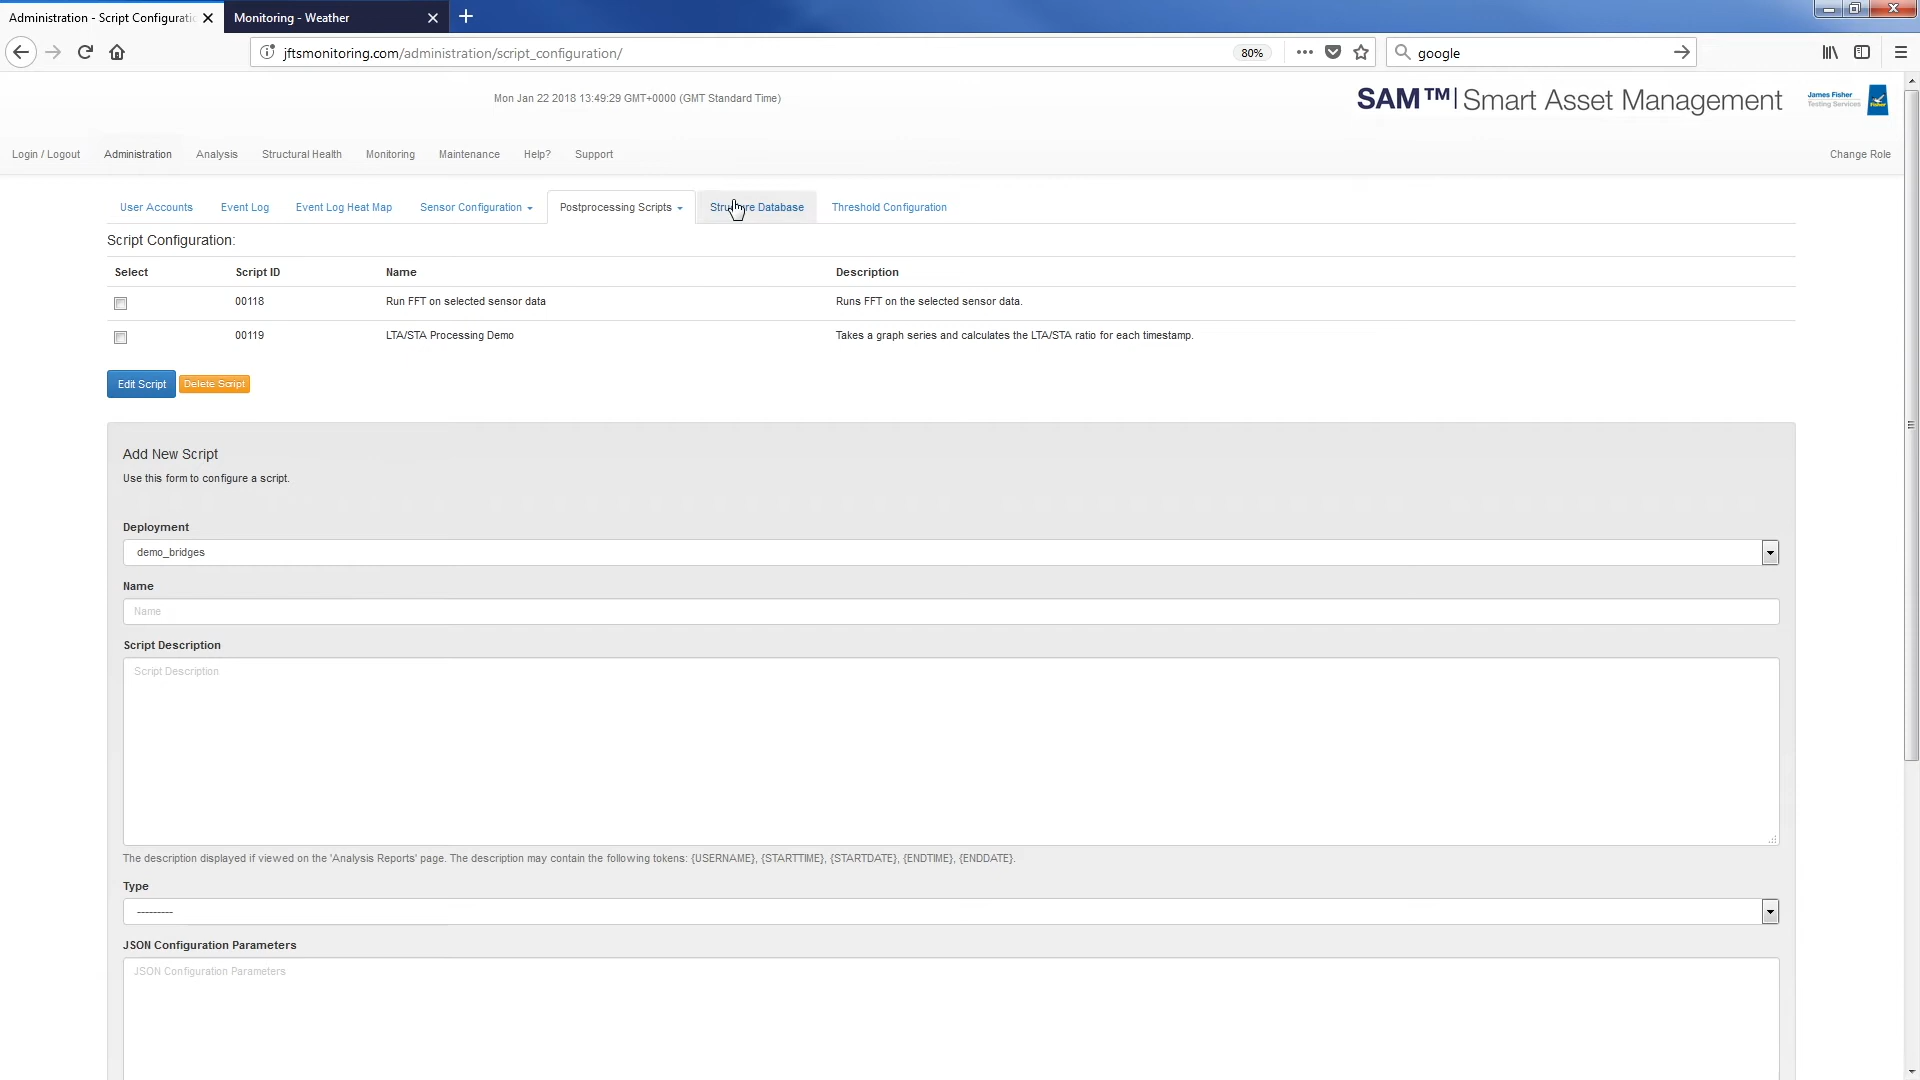 Administration - Script Configuratio
Monitoring - Weather
jftsmonitoring.com/administration/script_configuration/
80%
google
Mon Jan 22 2018 13:49:29 GMT+0000 (GMT Standard Time)
SAM™| Smart Asset Management
James Fisher
Testing Services
Login / Logout
Administration
Analysis
Structural Health
Monitoring
Maintenance
Help?
Support
Change Role
User Accounts
Event Log
Event Log Heat Map
Sensor Configuration
Postprocessing Scripts
Structure Database
Threshold Configuration
Script Configuration:
Select Script ID Name Description
00118 Run FFT on selected sensor data Runs FFT on the selected sensor data.
00119 LTA/STA Processing Demo Takes a graph series and calculates the LTA/STA ratio for each timestamp.
Edit Script
Delete Script
Add New Script
Use this form to configure a script.
Deployment
demo_bridges
Name
Name
Script Description
Script Description
The description displayed if viewed on the 'Analysis Reports' page. The description may contain the following tokens: {USERNAME}, {STARTTIME}, {STARTDATE}, {ENDTIME}, {ENDDATE}.
Type
---------
JSON Configuration Parameters
JSON Configuration Parameters